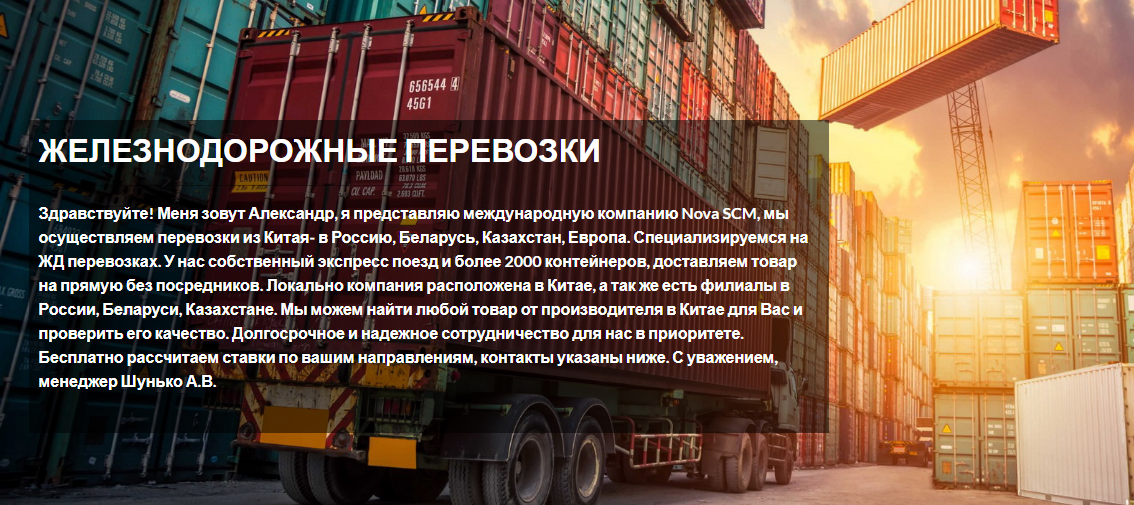 656544 4
45G1
ЖЕЛЕЗНОДОРОЖНЫЕ ПЕРЕВОЗКИ
CAUTION
PAYLOAD
CU. CAP.
Здравствуйте! Меня зовут Александр, я представляю международную компанию Nova SCM, мы
осуществляем перевозки из Китая- в Россию, Беларусь, Казахстан, Европа. Специализируемся на
ЖД перевозках. У нас собственный экспресс поезд и более 2000 контейнеров, доставляем товар
на прямую без посредников. Локально компания расположена в Китае, а так же есть филиалы в
России, Беларуси, Казахстане. Мы можем найти любой товар от производителя в Китае для Вас и
проверить его качество. Долгосрочное и надежное сотрудничество для нас в приоритете.
Бесплатно рассчитаем ставки по вашим направлениям, контакты указаны ниже. С уважением,
менеджер Шунько А.В.